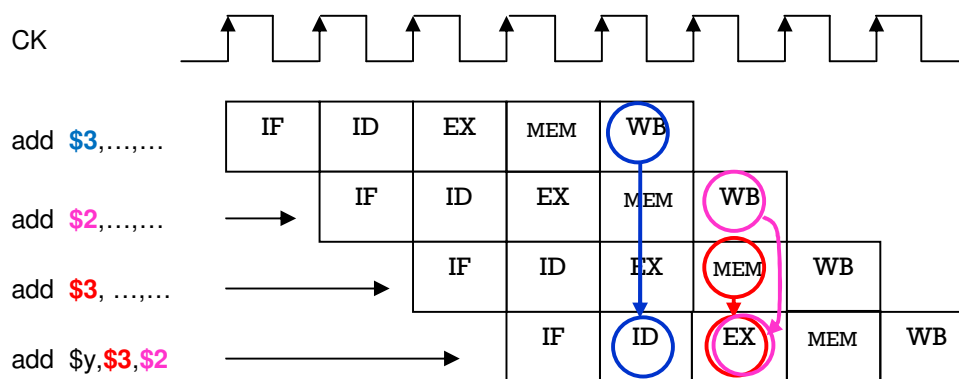 CK
IF ID EX MEM WB
add $3,…,…
IF ID EX MEM WB
add $2,…,…
IF ID EX MEM WB
add $3, …,…
IF ID EX MEM WB
add $y,$3,$2